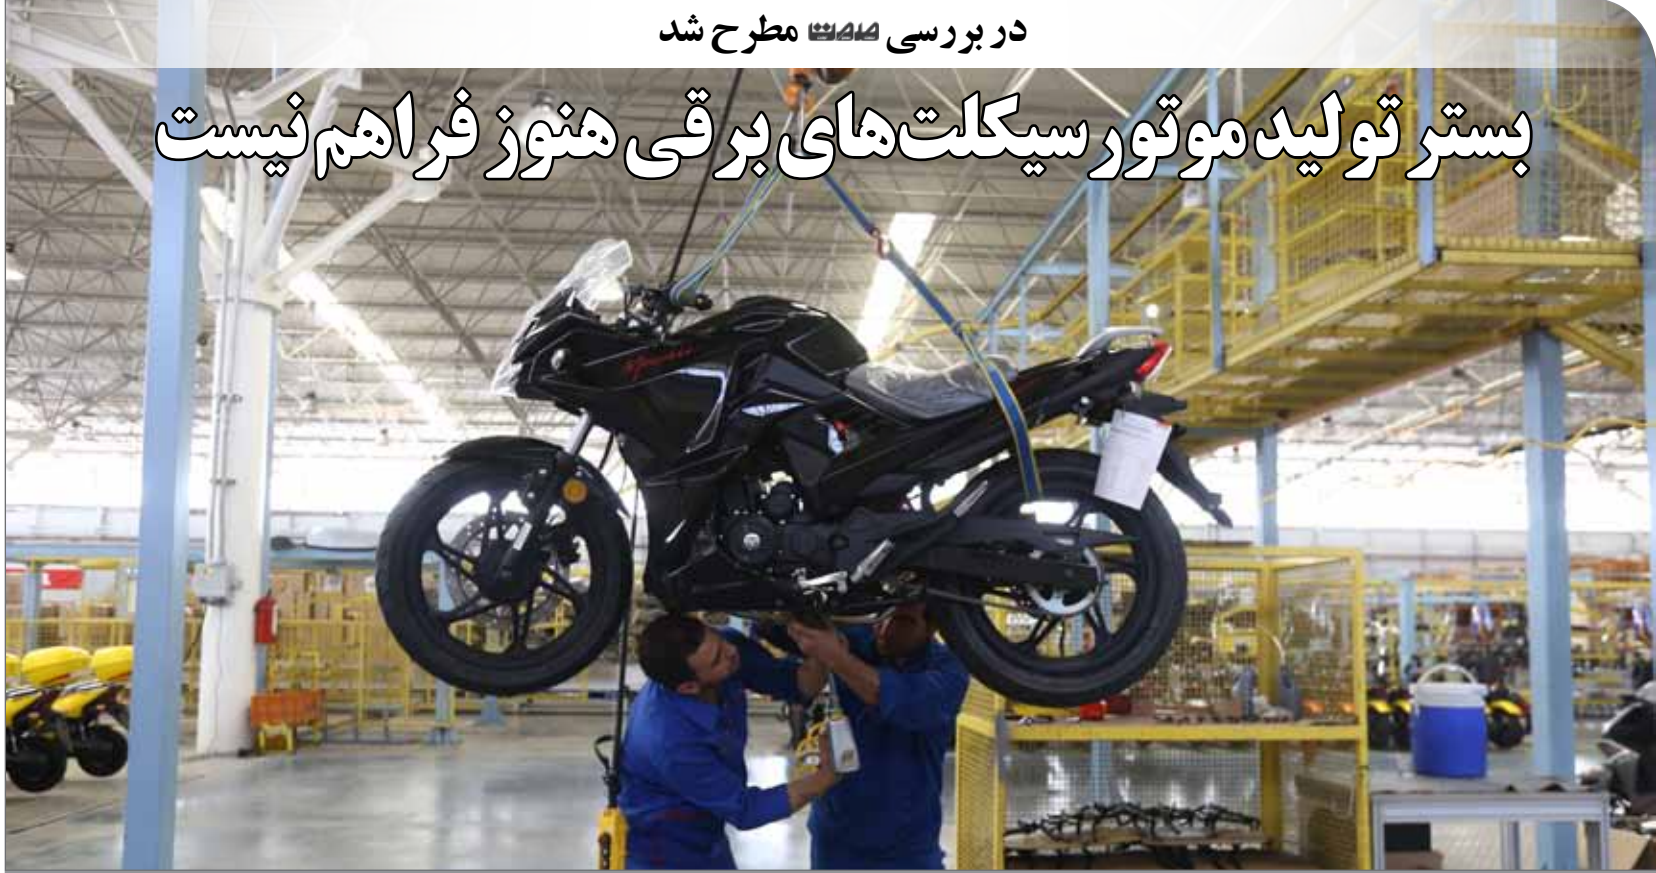 در بررسی صمت مطرح شد
بستر تولید موتورسیکلت‌های برقی هنوز فراهم نیست